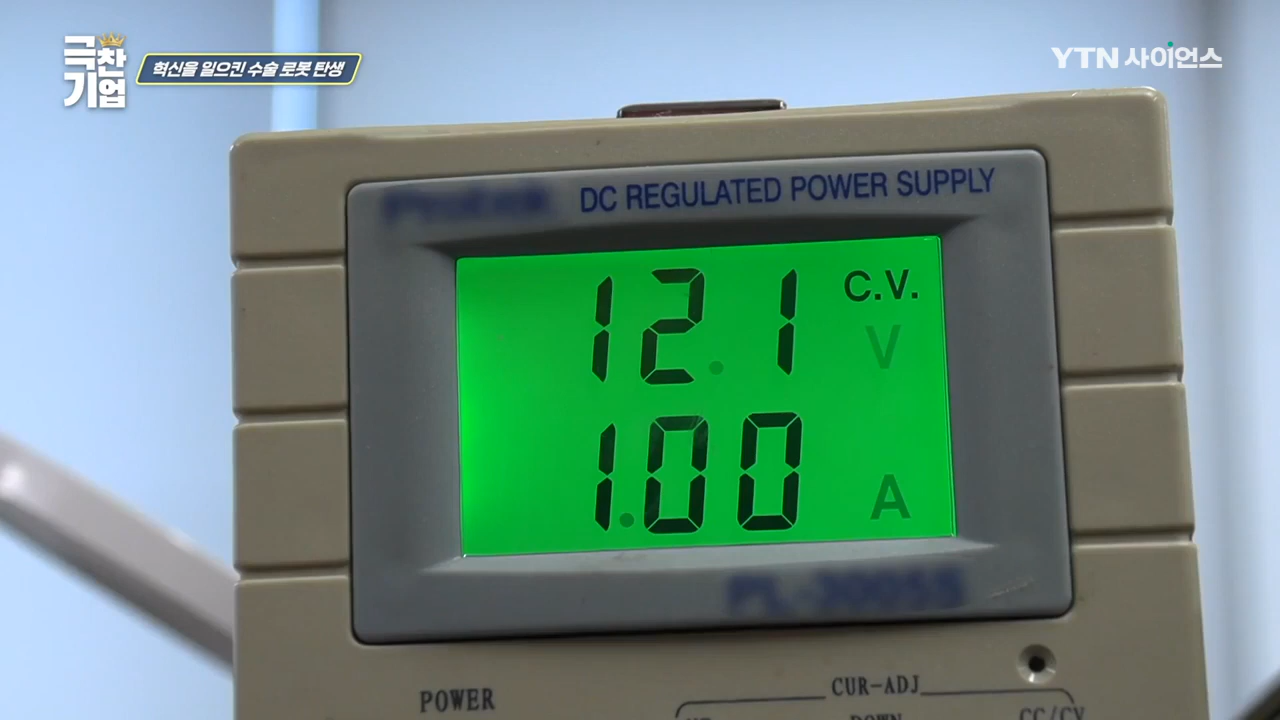 극찬
기업
혁신을 일으킨 수술 로봇 탄생
YTN 사이언스
DC REGULATED POWER SUPPLY
12.1 C.V.
V
1.00 A
POWER
CUR-ADJ
DOWN
CC/CV